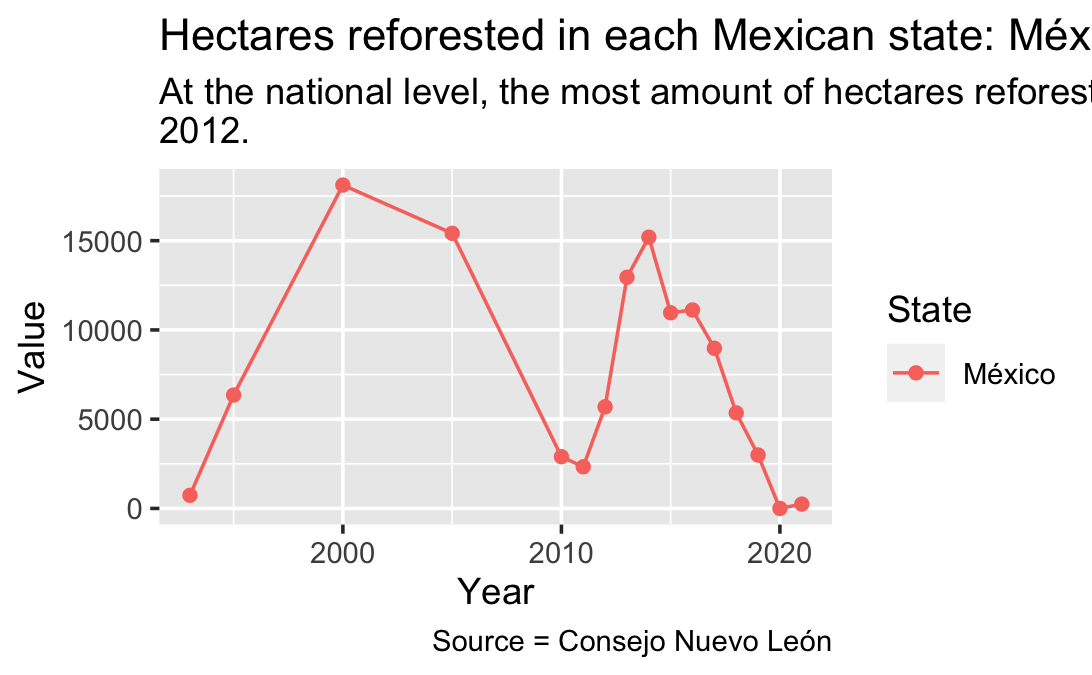 Hectares reforested in each Mexican state: Méx
At the national level, the most amount of hectares reforest
2012.
15000
10000
5000
0
Value
2000 2010 2020
Year
State
México
Source = Consejo Nuevo León